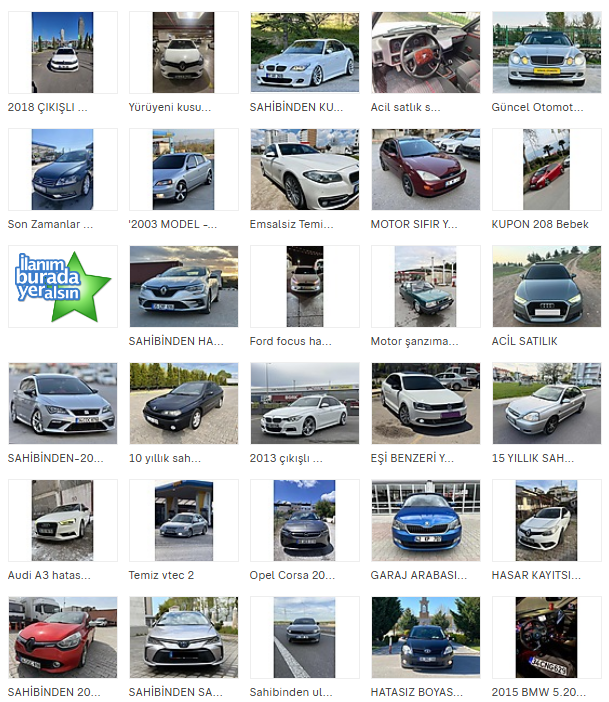 2018 ÇIKIŞLI ...
Yürüyeni kusu...
SAHİBİNDEN KU...
Acil satlık s...
Güncel Otomot...
Son Zamanlar ...
'2003 MODEL -...
Emsalsiz Temi...
MOTOR SIFIR Y...
KUPON 208 Bebek
İlanım
burada
yeralsın
SAHİBİNDEN HA...
Ford focus ha...
Motor şanzıma...
ACİL SATILIK
SAHİBİNDEN-20...
10 yıllık sah...
2013 çıkışlı ...
EŞİ BENZERİ Y...
15 YILLIK SAH...
Audi A3 hatas...
Temiz vtec 2
Opel Corsa 20...
GARAJ ARABASI...
HASAR KAYITSI...
34CNG629
SAHİBİNDEN 20...
SAHİBİNDEN SA...
Sahibinden ul...
HATASIZ BOYAS...
2015 BMW 5.20...